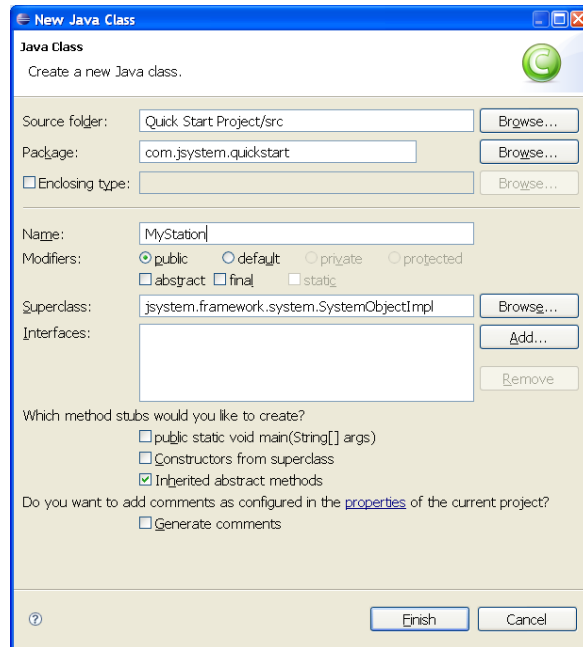 New Java Class
Java Class
Create a new Java class.
Source folder: Quick Start Project/src Browse...
Package: com.jsystem.quickstart Browse...
Enclosing type: Browse...
Name: MyStation
Modifiers: public default private protected
abstract final static
Superclass: jsystem.framework.system.SystemObjectImpl Browse...
Interfaces: Add...
Remove
Which method stubs would you like to create?
public static void main(String[] args)
Constructors from superclass
Inherited abstract methods
Do you want to add comments as configured in the properties of the current project?
Generate comments
? Finish Cancel